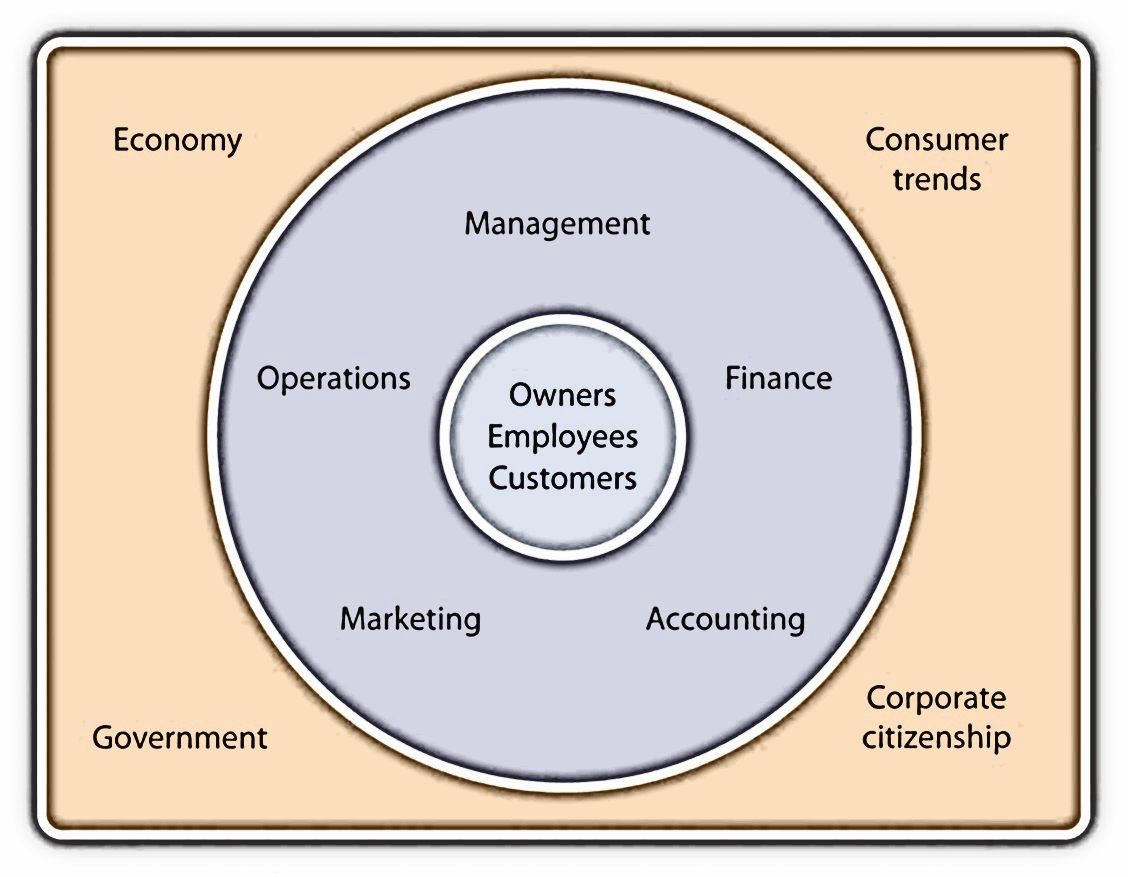 Economy
Consumer
trends
Management
Operations
Finance
Owners
Employees
Customers
Marketing
Accounting
Government
Corporate
citizenship